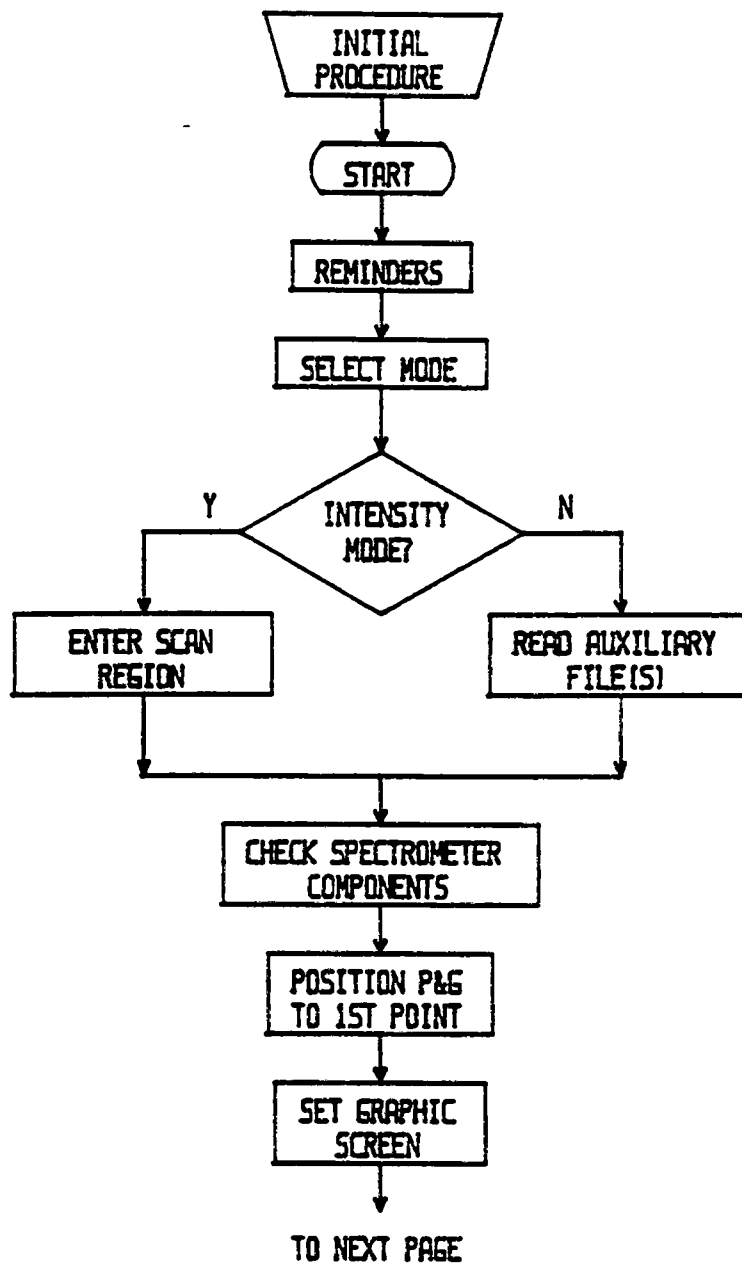 INITIAL
PROCEDURE
START
REMINDERS
SELECT MODE
INTENSITY
MODE?
Y
N
ENTER SCAN
REGION
READ AUXILIARY
FILE(S)
CHECK SPECTROMETER
COMPONENTS
POSITION P&G
TO 1ST POINT
SET GRAPHIC
SCREEN
TO NEXT PAGE